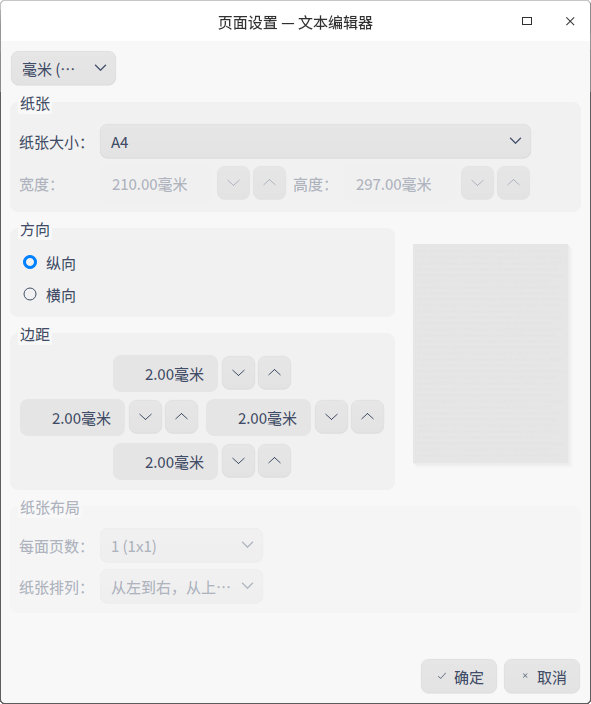 页面设置 — 文本编辑器
毫米 (…
纸张
纸张大小： A4
宽度： 210.00毫米 高度： 297.00毫米
方向
纵向
横向
边距
2.00毫米
2.00毫米 2.00毫米
2.00毫米
纸张布局
每面页数： 1 (1x1)
纸张排列： 从左到右，从上…
确定 取消